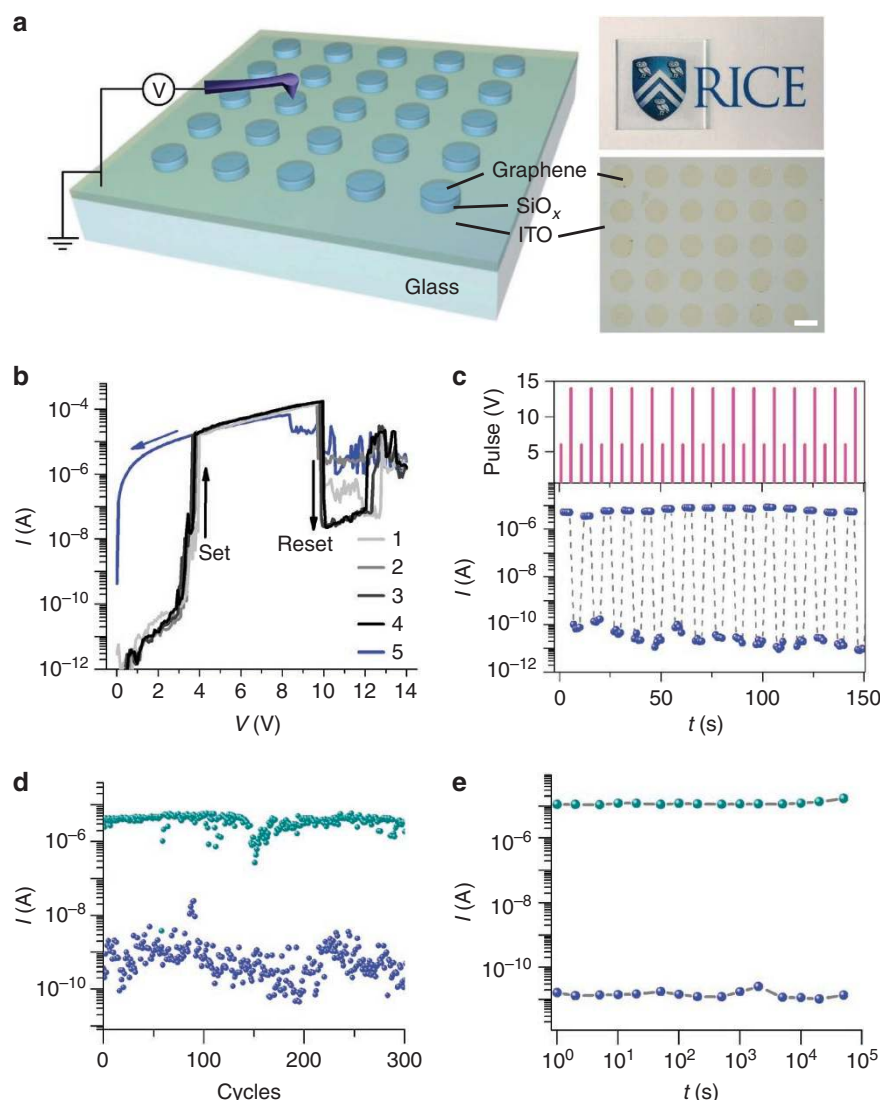 a
V
RICE
Graphene
SiOₓ
ITO
Glass
b
10⁻⁴
10⁻⁶
10⁻⁸
10⁻¹⁰
10⁻¹²
I (A)
Set
Reset
1
2
3
4
5
0 2 4 6 8 10 12 14
V (V)
c
15
10
5
Pulse (V)
10⁻⁶
10⁻⁸
10⁻¹⁰
10⁻¹²
I (A)
0 50 100 150
t (s)
d
10⁻⁶
10⁻⁸
10⁻¹⁰
I (A)
0 100 200 300
Cycles
e
10⁻⁶
10⁻⁸
10⁻¹⁰
I (A)
10⁰ 10¹ 10² 10³ 10⁴ 10⁵
t (s)